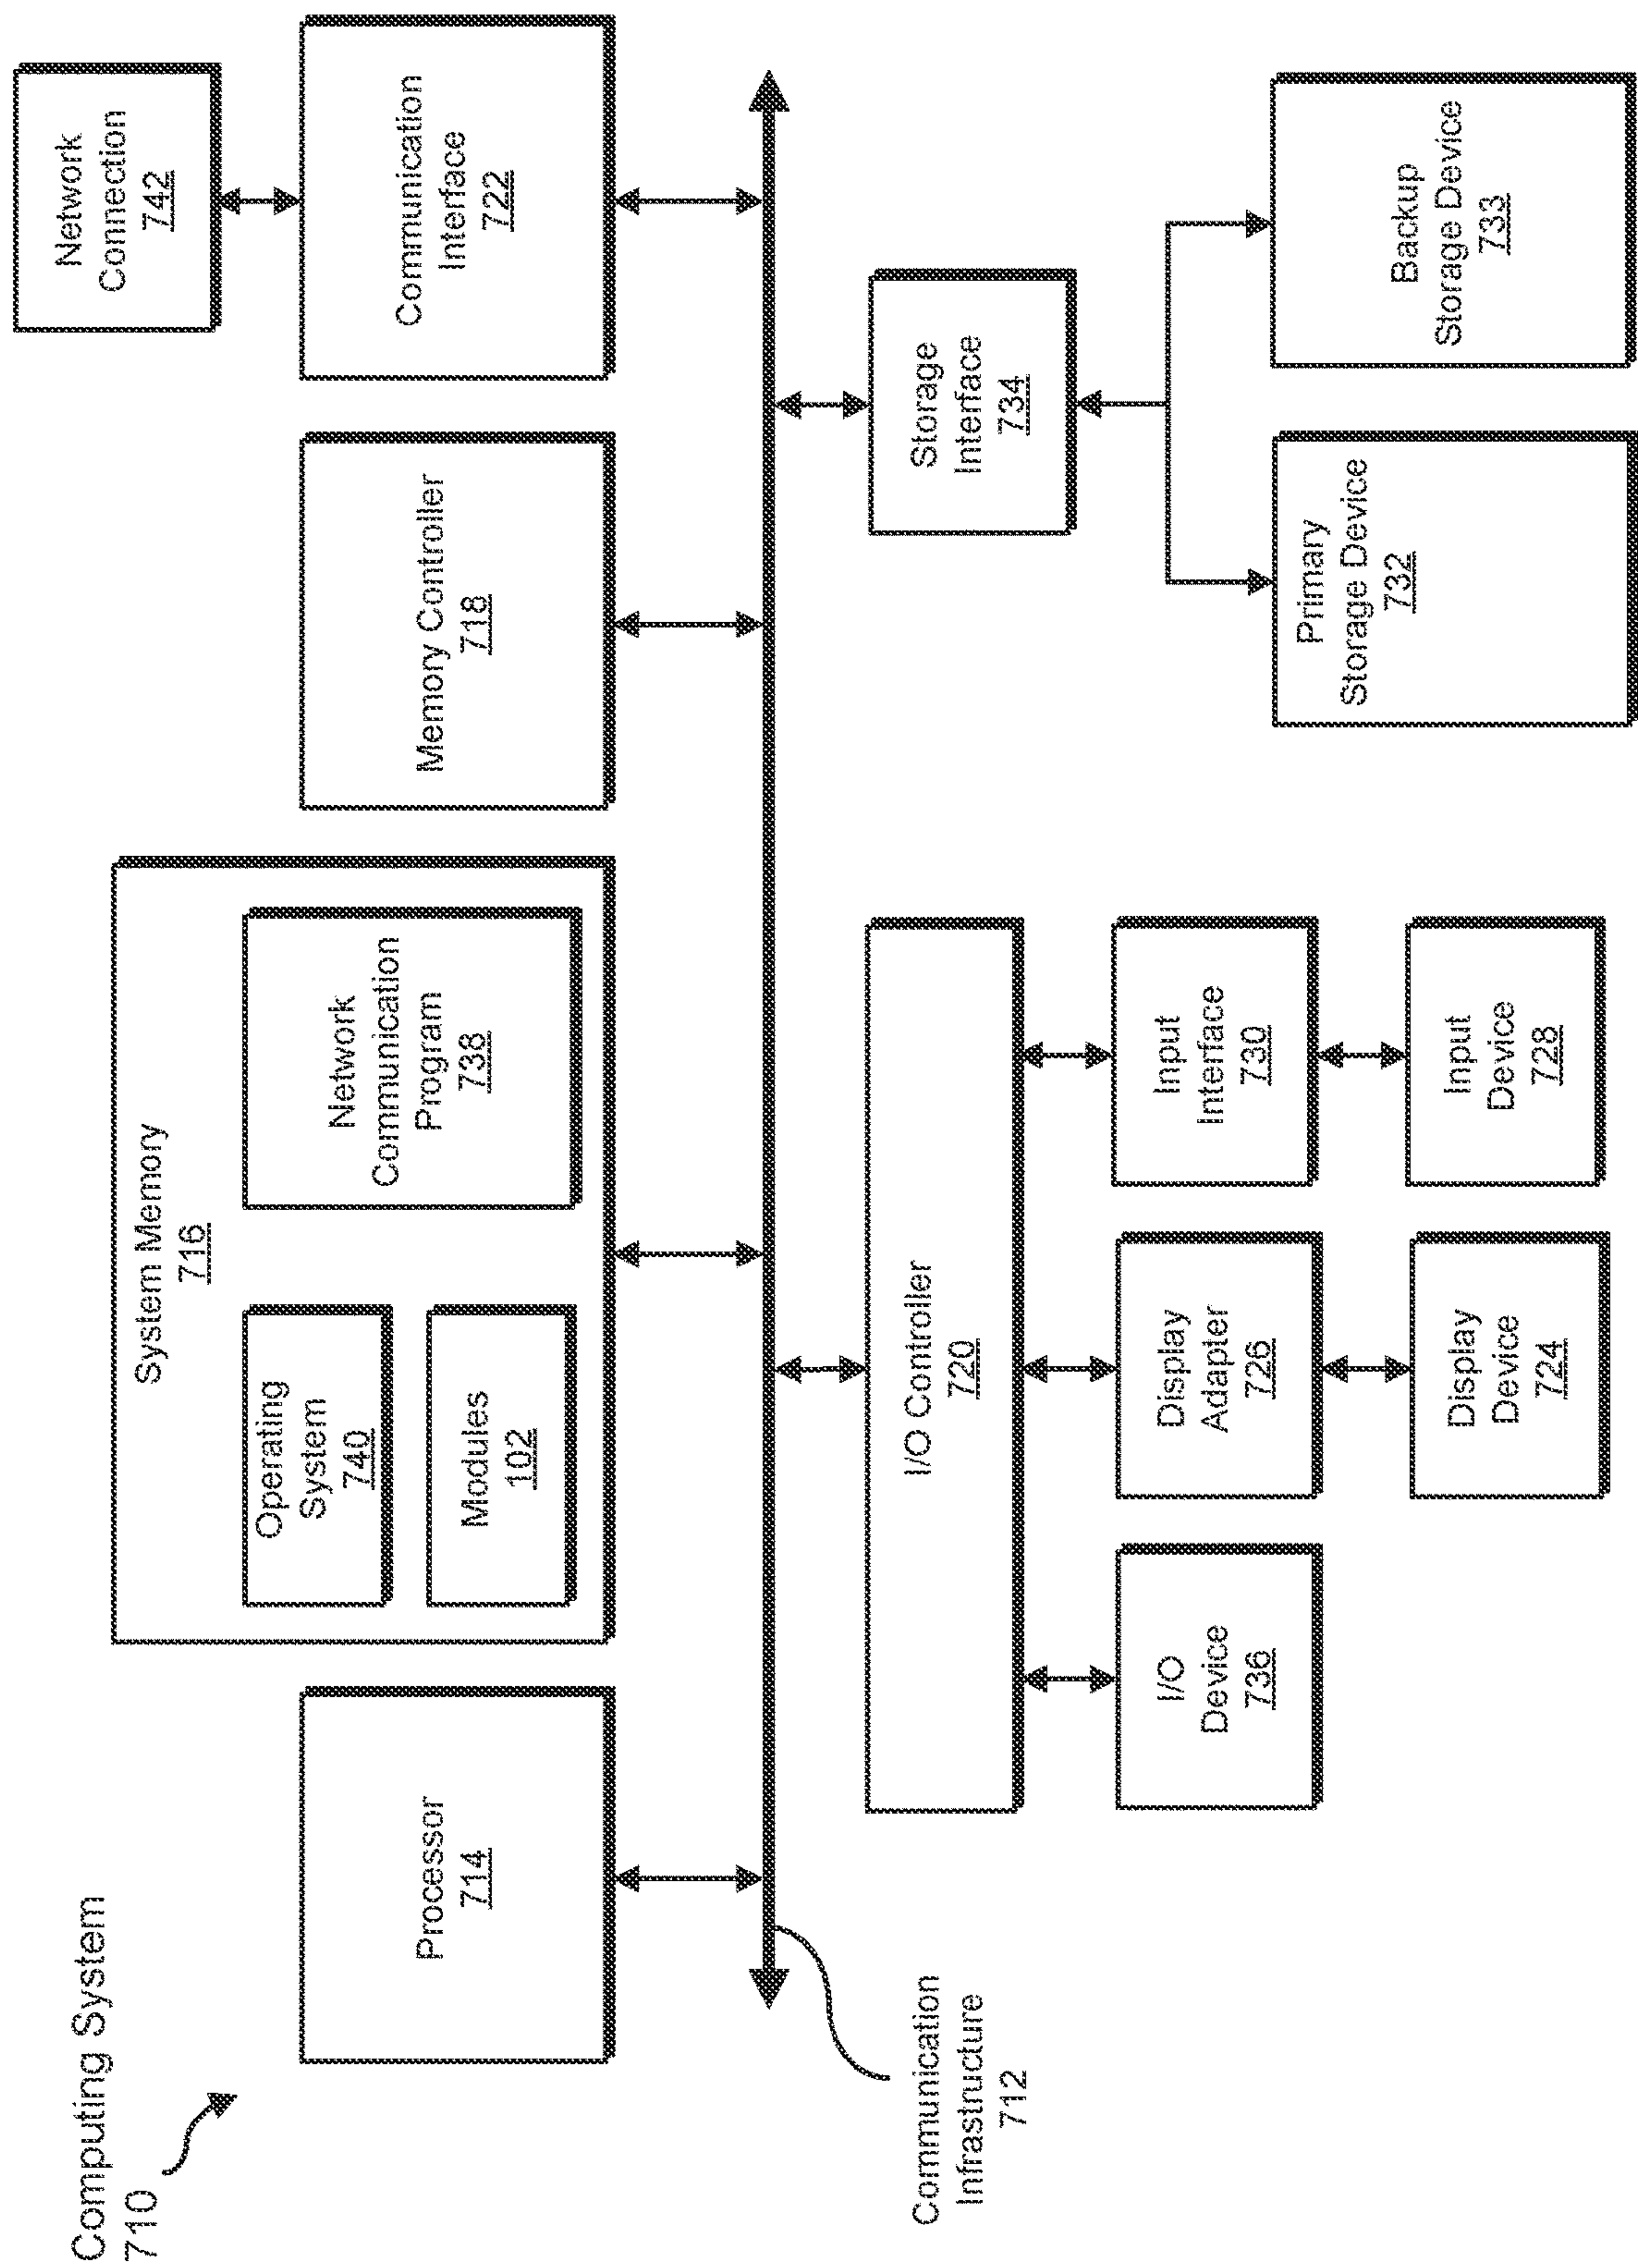 Computing System
710
Processor
714
System Memory
716
Operating
System
740
Modules
102
Network
Communication
Program
738
Memory Controller
718
Communication
Interface
722
Network
Connection
742
Communication
Infrastructure
712
I/O Controller
720
I/O
Device
736
Display
Adapter
726
Input
Interface
730
Display
Device
724
Input
Device
728
Storage
Interface
734
Primary
Storage Device
732
Backup
Storage Device
733